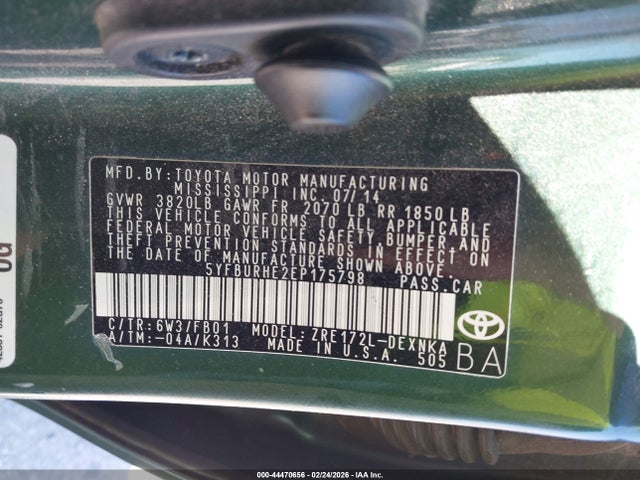 MFD.BY:TOYOTA MOTOR MANUFACTURING
MISSISSIPPI INC. 07/14
GVWR 3820LB GAWR FR 2070 LB RR 1850 LB
THIS VEHICLE CONFORMS TO ALL APPLICABLE
FEDERAL MOTOR VEHICLE SAFETY, BUMPER, AND
THEFT PREVENTION STANDARDS IN EFFECT ON
THE DATE OF MANUFACTURE SHOWN ABOVE.
5YFBURHE2EP175798 PASS.CAR
C/TR: 6W3/FB01 MODEL: ZRE172L-DEXNKA
A/TM:-04A/K313 MADE IN U.S.A. 505
BA
000-44470656 - 02/24/2026 - IAA Inc.